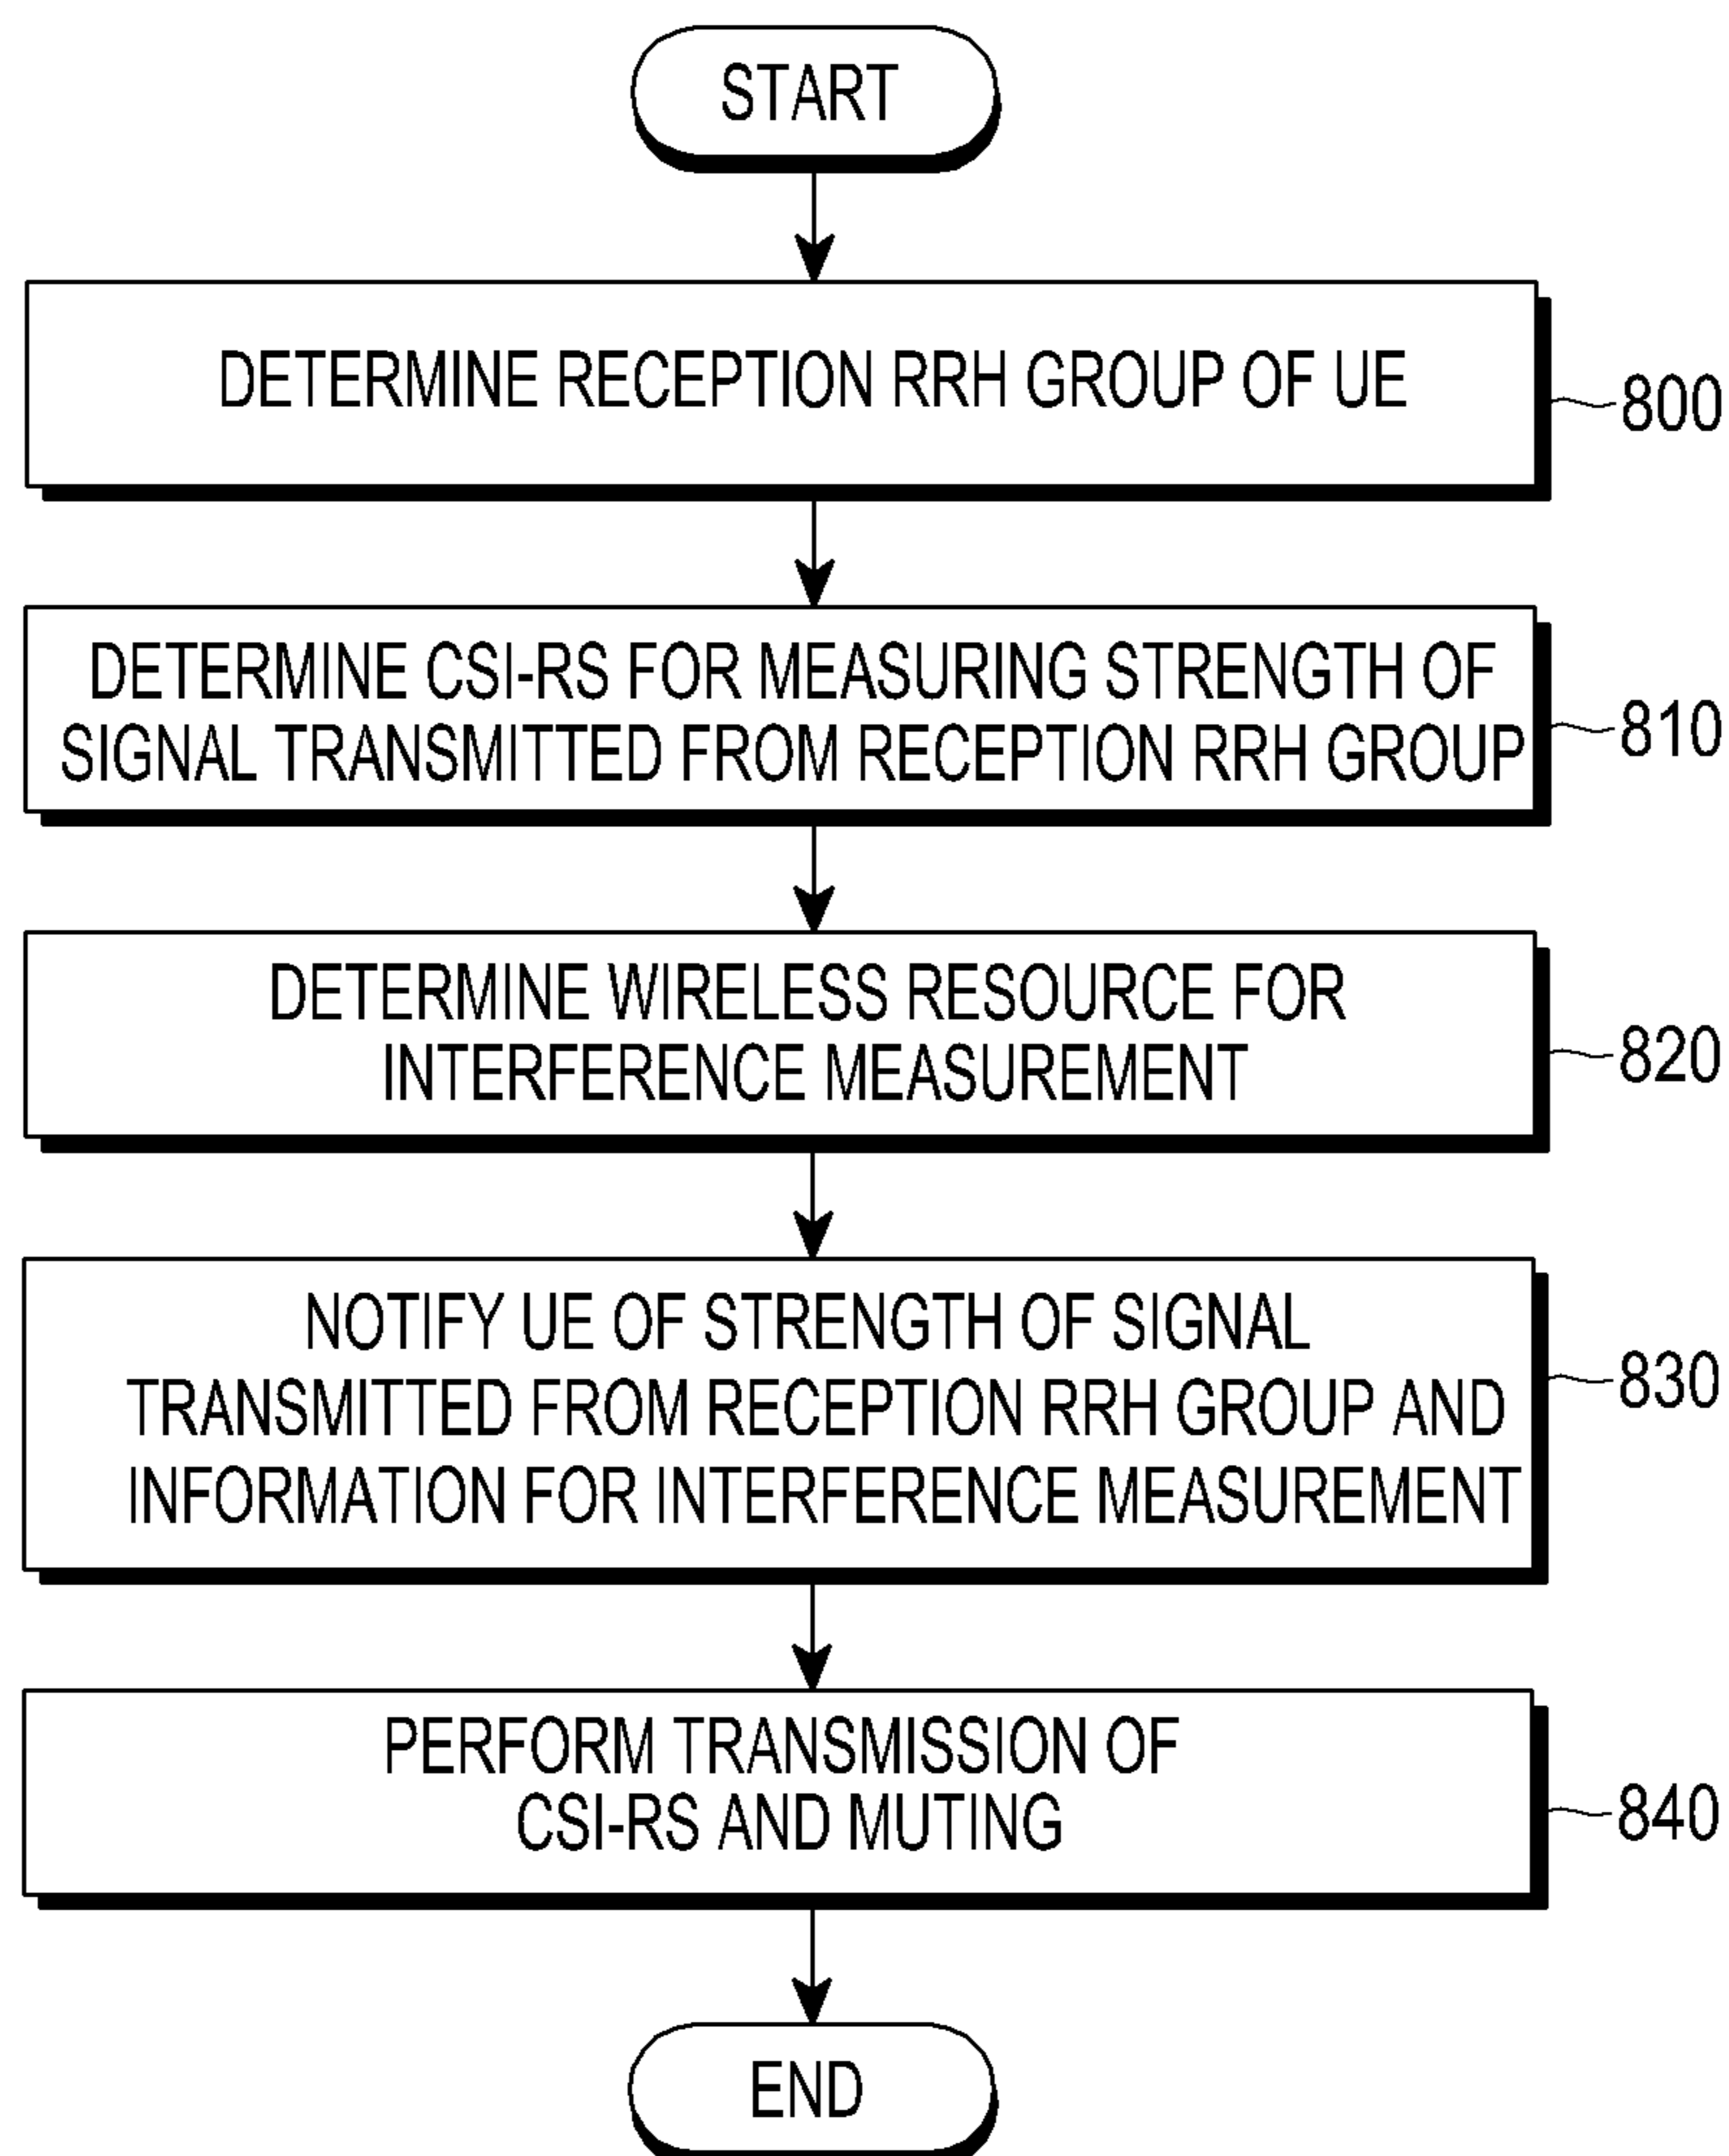 START
DETERMINE RECEPTION RRH GROUP OF UE
800
DETERMINE CSI-RS FOR MEASURING STRENGTH OF
SIGNAL TRANSMITTED FROM RECEPTION RRH GROUP
810
DETERMINE WIRELESS RESOURCE FOR
INTERFERENCE MEASUREMENT
820
NOTIFY UE OF STRENGTH OF SIGNAL
TRANSMITTED FROM RECEPTION RRH GROUP AND
INFORMATION FOR INTERFERENCE MEASUREMENT
830
PERFORM TRANSMISSION OF
CSI-RS AND MUTING
840
END